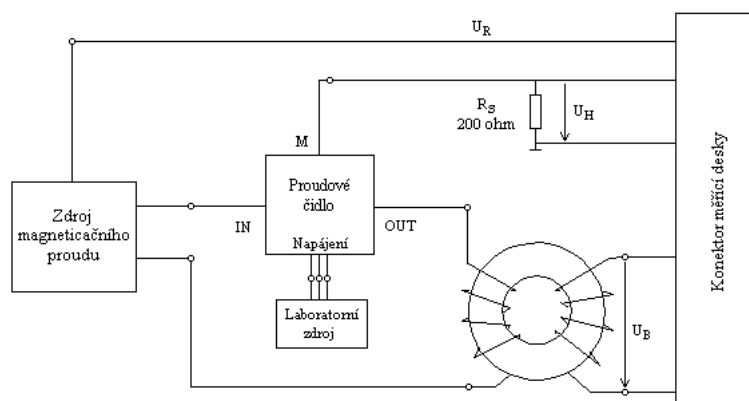 U_R
R_S
200 ohm
U_H
M
Zdroj
magneticačního
proudu
IN
Proudové
čidlo
Napájení
OUT
Laboratorní
zdroj
U_B
Konektor měřící desky